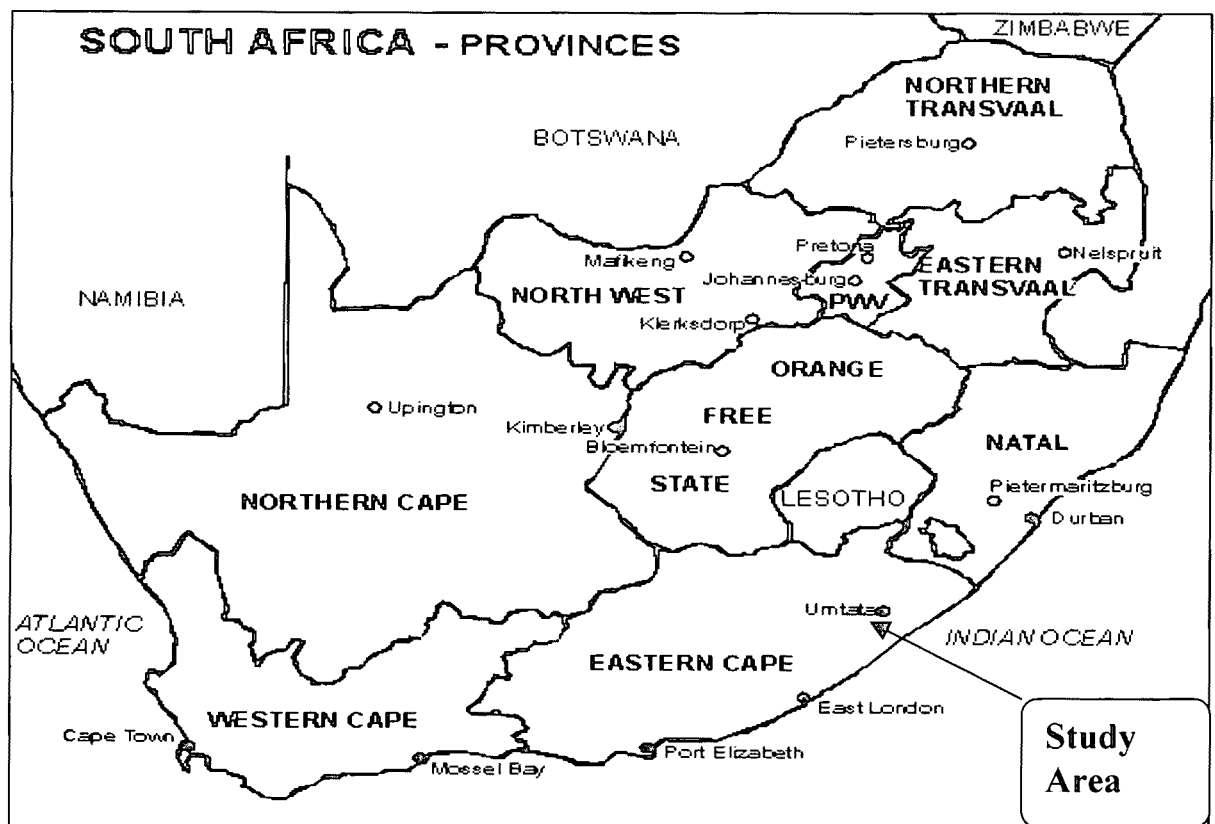 SOUTH AFRICA - PROVINCES
ZIMBABWE
NORTHERN
TRANSVAAL
BOTSWANA
Pietersburg
Pretoria
Nelspruit
Mafikeng
EASTERN
TRANSVAAL
Johannesburg
NAMIBIA
NORTH WEST
PWV
Klerksdorp
ORANGE
Upington
FREE
Kimberley
Bloemfontein
NATAL
STATE
LESOTHO
NORTHERN CAPE
Pietermaritzburg
Durban
Umtata
ATLANTIC
OCEAN
INDIAN OCEAN
EASTERN CAPE
WESTERN CAPE
East London
Cape Town
Port Elizabeth
Mossel Bay
Study
Area